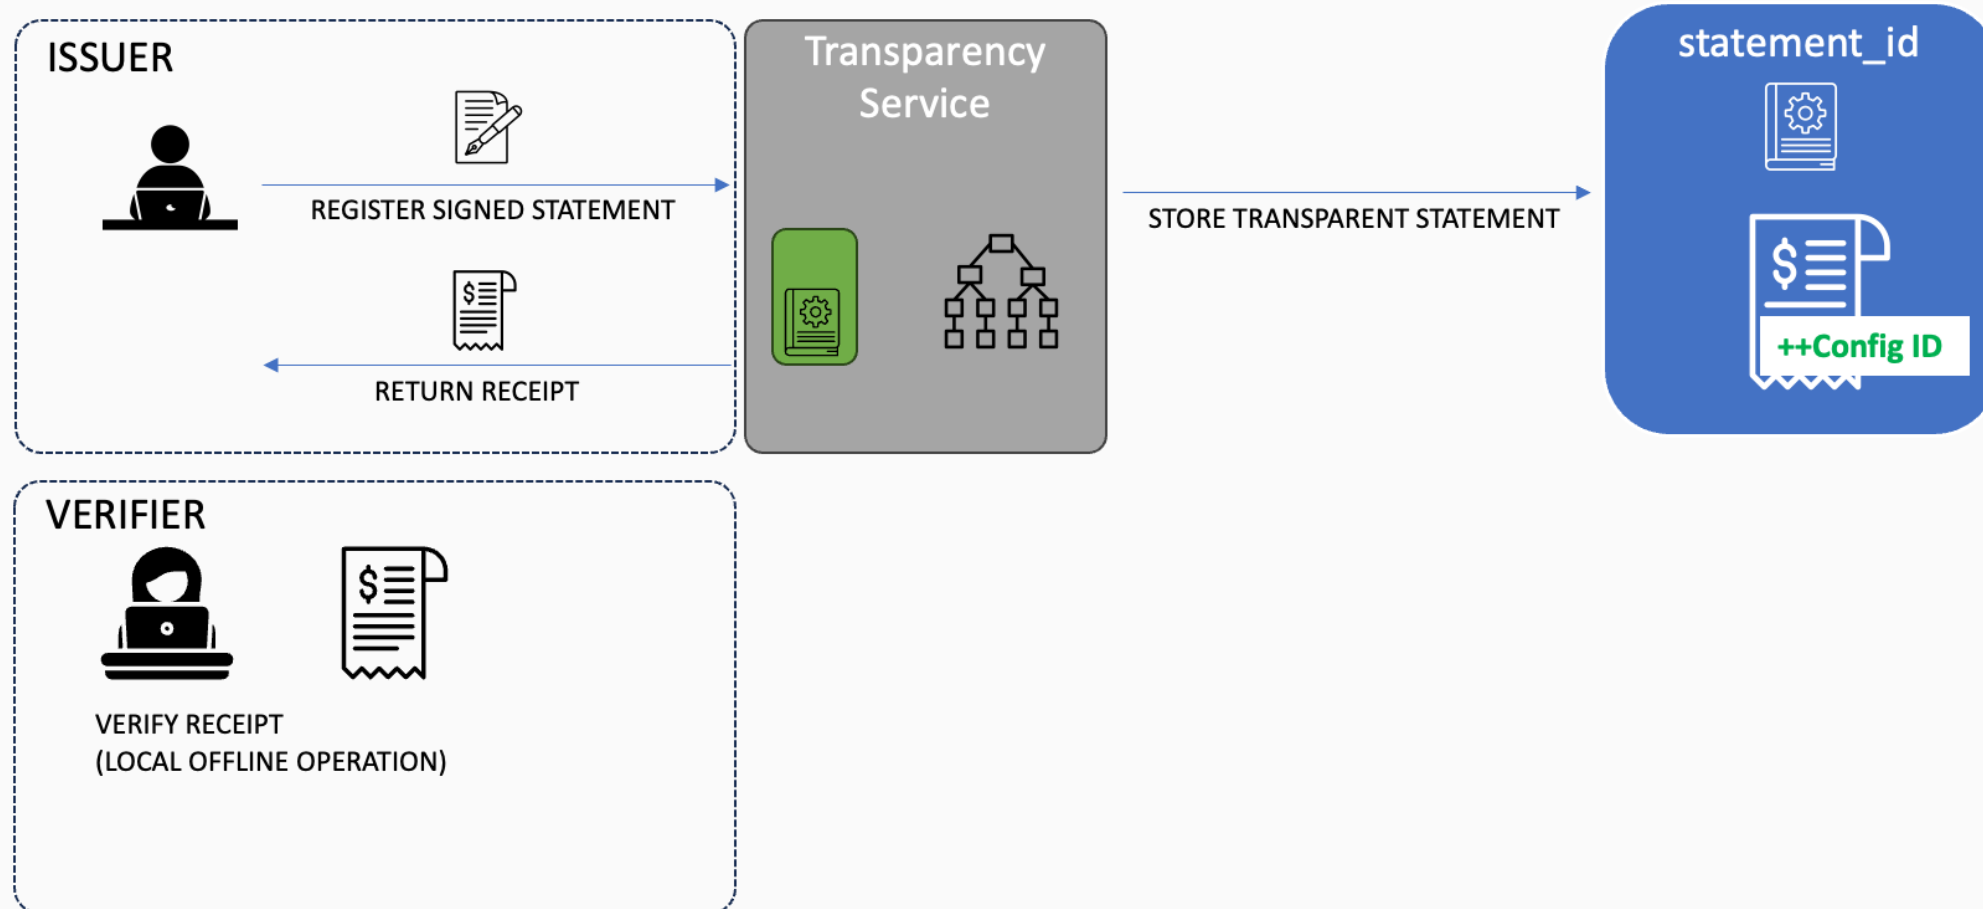 ISSUER
REGISTER SIGNED STATEMENT
$
RETURN RECEIPT
Transparency
Service
STORE TRANSPARENT STATEMENT
statement_id
$
++Config ID
VERIFIER
$
VERIFY RECEIPT
(LOCAL OFFLINE OPERATION)